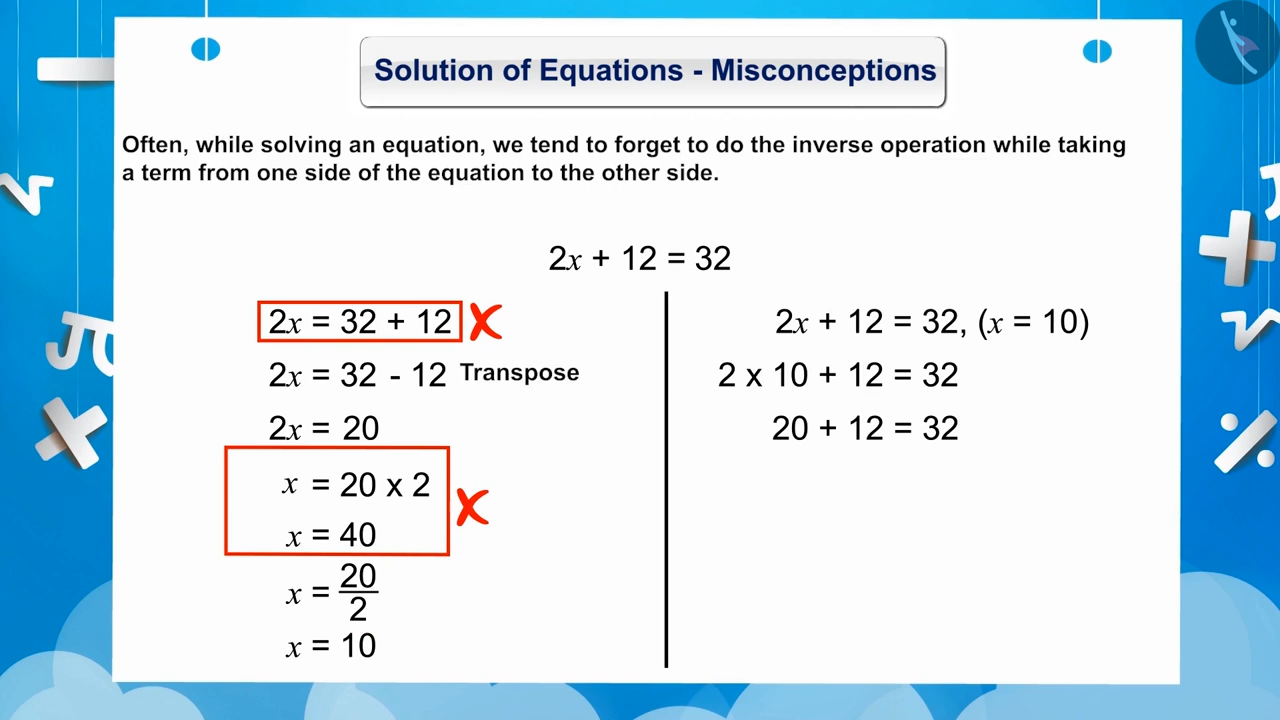 Solution of Equations - Misconceptions
Often, while solving an equation, we tend to forget to do the inverse operation while taking
a term from one side of the equation to the other side.
2x + 12 = 32
2x = 32 + 12 X
2x = 32 - 12 Transpose
2x = 20
x = 20 x 2
x = 40
X
x = 20/2
x = 10
2x + 12 = 32, (x = 10)
2 x 10 + 12 = 32
20 + 12 = 32